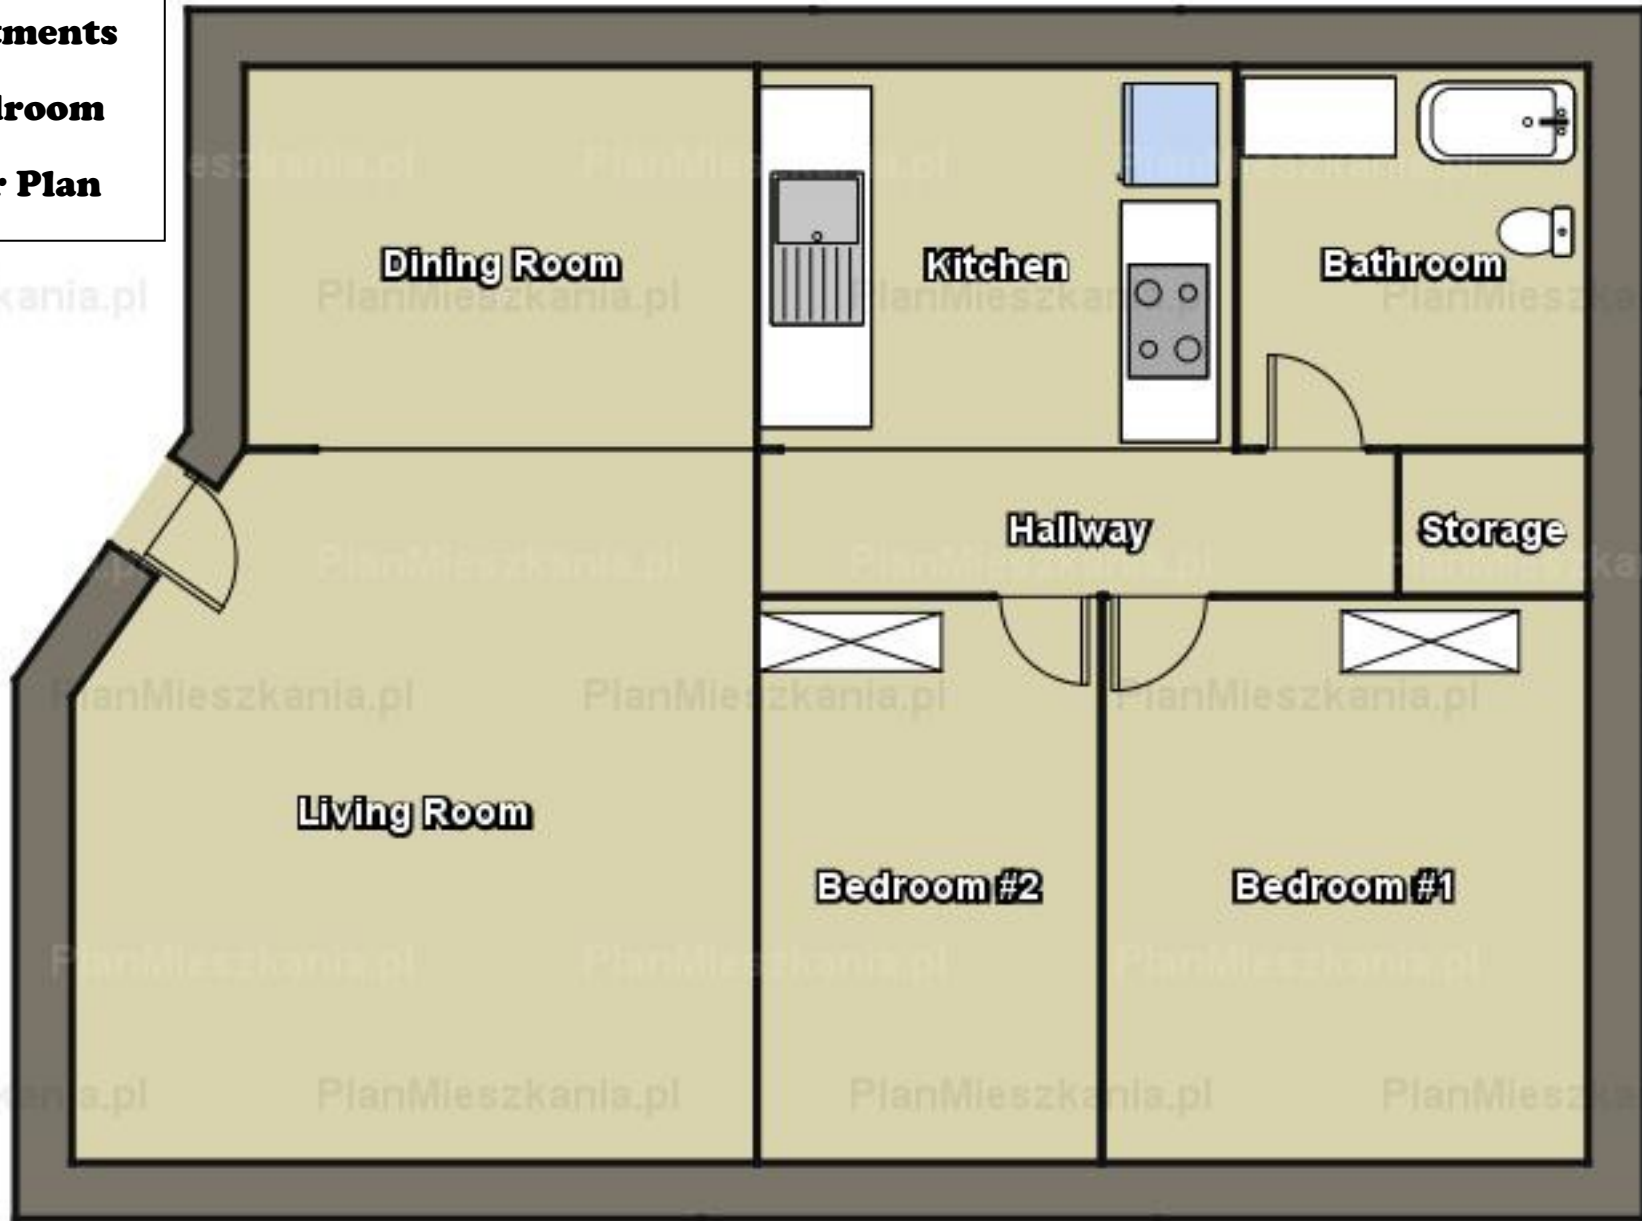 tments
droom
r Plan
Dining Room
Kitchen
Bathroom
Hallway
Storage
Living Room
Bedroom #2
Bedroom #1
PlanMieszkania.pl